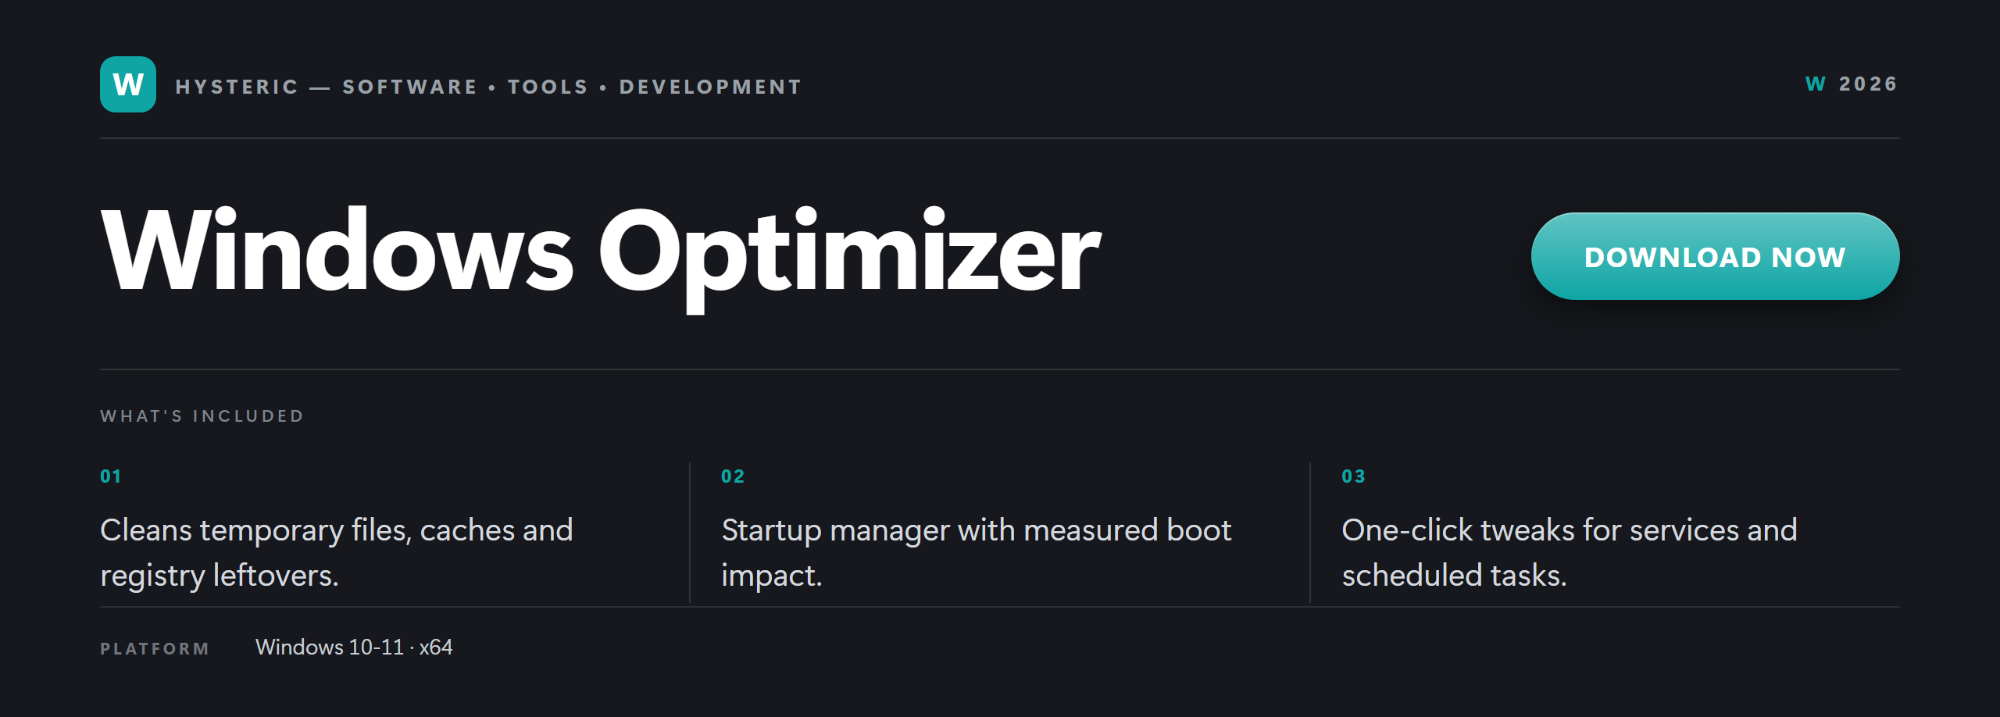 W HYSTERIC — SOFTWARE • TOOLS • DEVELOPMENT
W 2026
Windows Optimizer
DOWNLOAD NOW
WHAT'S INCLUDED
01
Cleans temporary files, caches and
registry leftovers.
02
Startup manager with measured boot
impact.
03
One-click tweaks for services and
scheduled tasks.
PLATFORM Windows 10-11 · x64